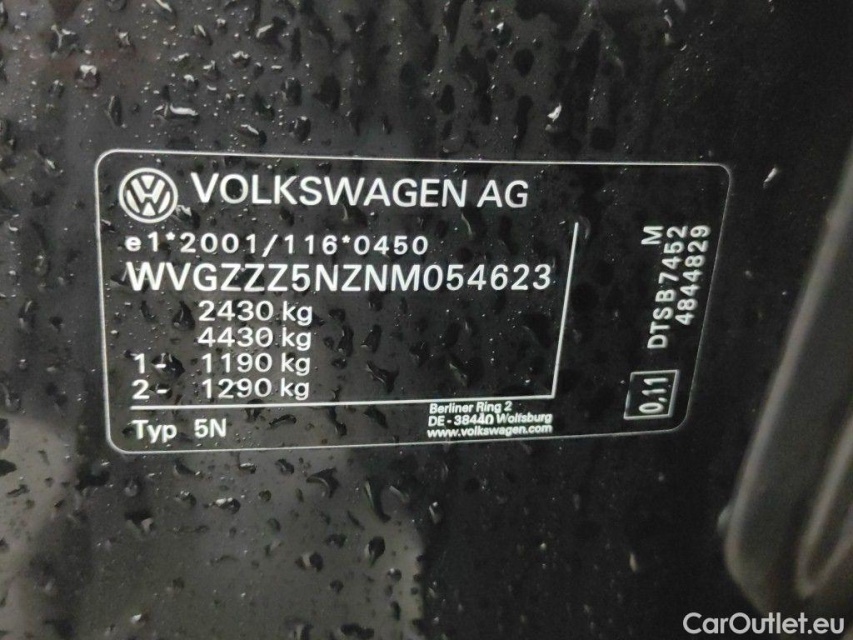 VOLKSWAGEN AG
e1*2001/116*0450
WVGZZZ5NZNM054623
2430 kg
4430 kg
1- 1190 kg
2- 1290 kg
Typ 5N
Berliner Ring 2
DE-38440 Wolfsburg
www.volkswagen.com
M
DTSB7452
4844829
0,11
CarOutlet.eu